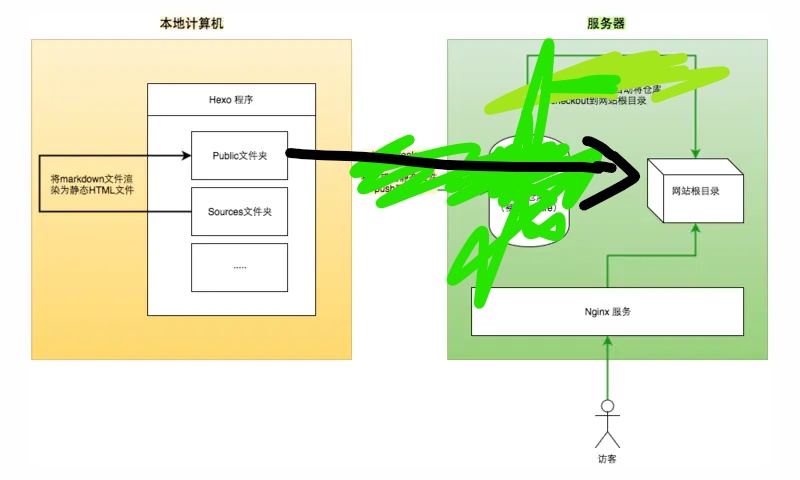 本地计算机
服务器
Hexo 程序
Public文件夹
将markdown文件渲
染为静态HTML文件
Sources文件夹
.....
动将仓库
checkout到网站根目录
push
网站根目录
Nginx 服务
访客